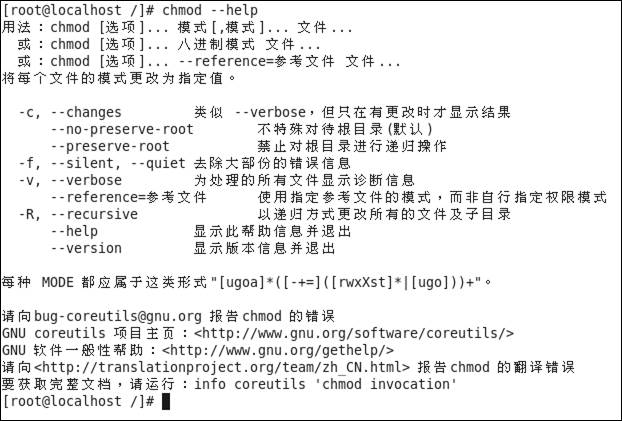 [root@localhost /]# chmod --help
用法：chmod [选项]... 模式[,模式]... 文件...
　或：chmod [选项]... 八进制模式 文件...
　或：chmod [选项]... --reference=参考文件 文件...
将每个文件的模式更改为指定值。

  -c, --changes         类似 --verbose，但只在有更改时才显示结果
      --no-preserve-root        不特殊对待根目录(默认)
      --preserve-root           禁止对根目录进行递归操作
  -f, --silent, --quiet 去除大部份的错误信息
  -v, --verbose         为处理的所有文件显示诊断信息
      --reference=参考文件      使用指定参考文件的模式，而非自行指定权限模式
  -R, --recursive               以递归方式更改所有的文件及子目录
      --help            显示此帮助信息并退出
      --version         显示版本信息并退出

每种 MODE 都应属于这类形式"[ugoa]*([-+=]([rwxXst]*|[ugo]))+"。

请向bug-coreutils@gnu.org 报告chmod 的错误
GNU coreutils 项目主页：<http://www.gnu.org/software/coreutils/>
GNU 软件一般性帮助：<http://www.gnu.org/gethelp/>
请向<http://translationproject.org/team/zh_CN.html> 报告chmod 的翻译错误
要获取完整文档，请运行：info coreutils 'chmod invocation'
[root@localhost /]#